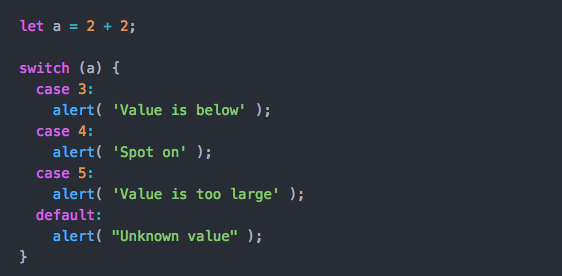 let a = 2 + 2;

switch (a) {
  case 3:
    alert( 'Value is below' );
  case 4:
    alert( 'Spot on' );
  case 5:
    alert( 'Value is too large' );
  default:
    alert( "Unknown value" );
}